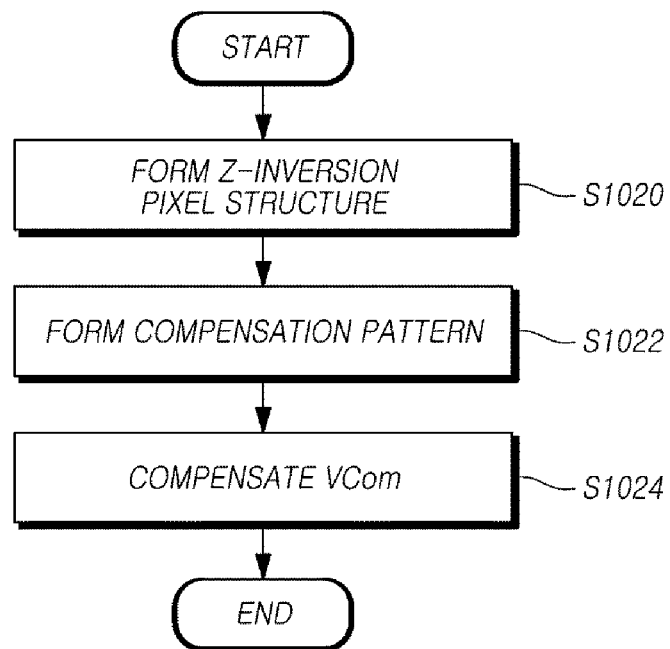 START
FORM Z-INVERSION
PIXEL STRUCTURE
S1020
FORM COMPENSATION PATTERN
S1022
COMPENSATE VCom
S1024
END